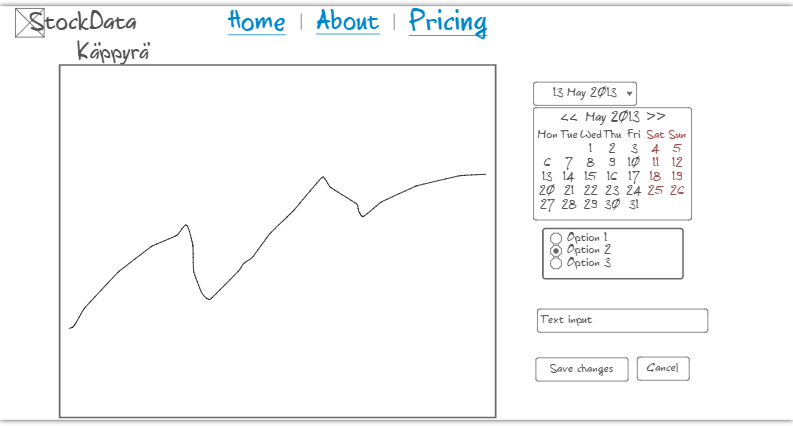 StockData
Home | About | Pricing
Käppyrä
13 May 2013
<< May 2013 >>
Mon Tue Wed Thu Fri Sat Sun
1 2 3 4 5
6 7 8 9 10 11 12
13 14 15 16 17 18 19
20 21 22 23 24 25 26
27 28 29 30 31
Option 1
Option 2
Option 3
Text input
Save changes
Cancel